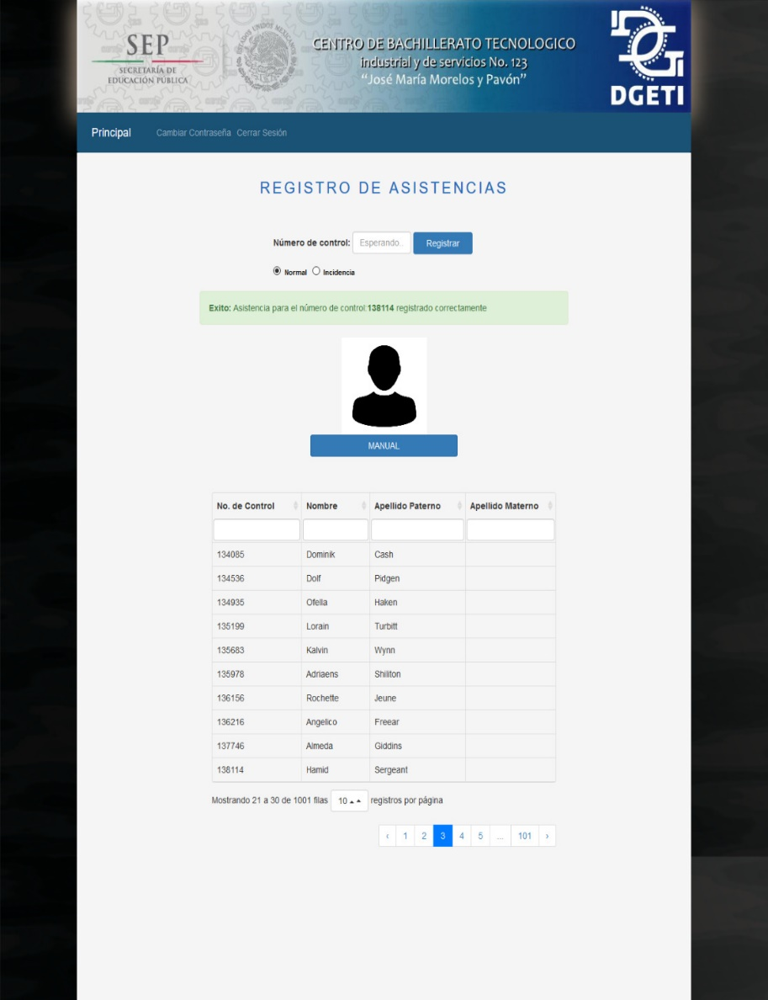 SEP
SECRETARÍA DE
EDUCACIÓN PÚBLICA
ESTADOS UNIDOS MEXICANOS
CENTRO DE BACHILLERATO TECNOLOGICO
industrial y de servicios No. 123
“José María Morelos y Pavón”
DGETI
Principal Cambiar Contraseña Cerrar Sesión
REGISTRO DE ASISTENCIAS
Número de control: Esperando.. Registrar
Normal Incidencia
Exito: Asistencia para el número de control:138114 registrado correctamente
MANUAL
No. de Control Nombre Apellido Paterno Apellido Materno
134085 Dominik Cash
134536 Dolf Pidgen
134935 Ofella Haken
135199 Lorain Turbitt
135683 Kalvin Wynn
135978 Adriaens Shiliton
136156 Rochette Jeune
136216 Angelico Freear
137746 Almeda Giddins
138114 Hamid Sergeant
Mostrando 21 a 30 de 1001 filas 10 registros por página
‹ 1 2 3 4 5 ... 101 ›